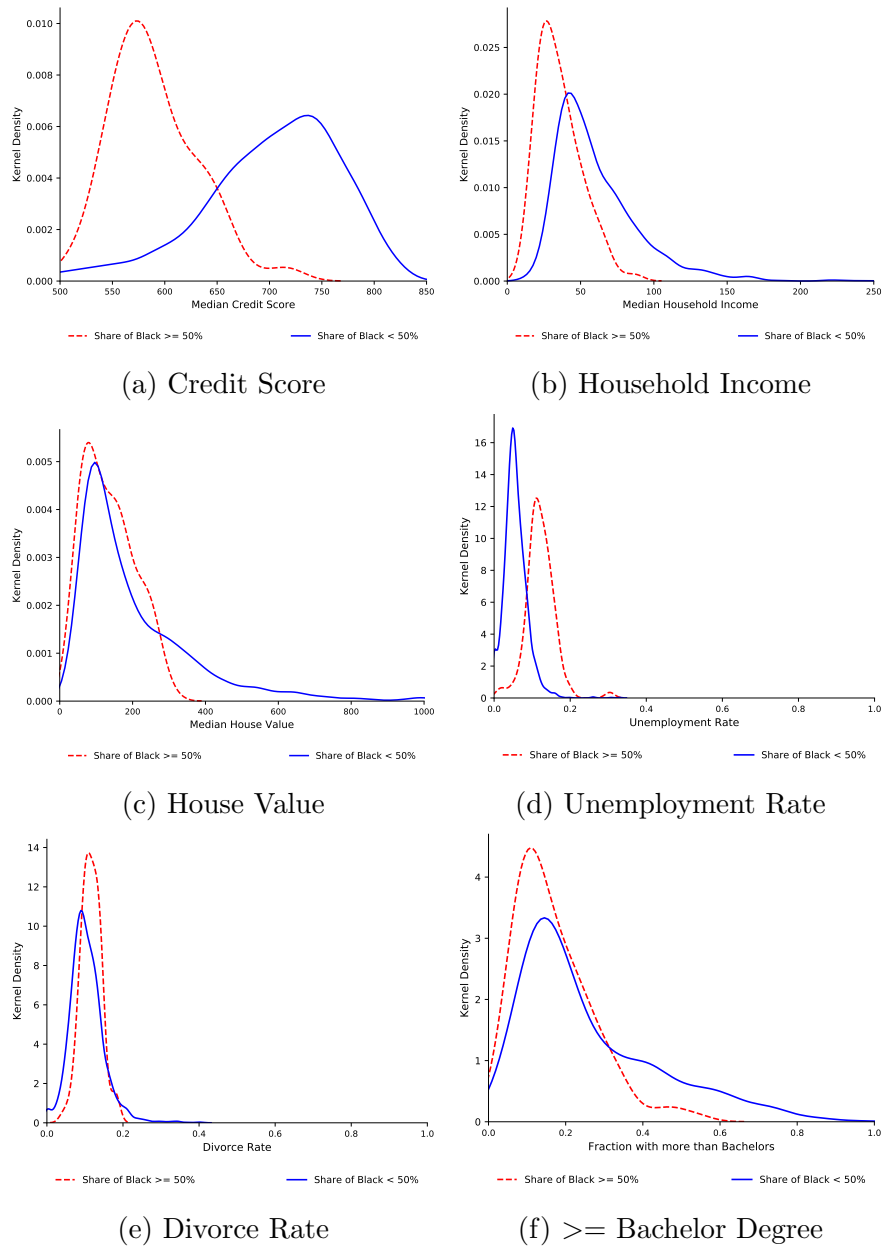 0.010
0.008
0.006
0.004
0.002
0.000
Kernel Density
500 550 600 650 700 750 800 850
Median Credit Score
Share of Black >= 50% Share of Black < 50%
(a) Credit Score
0.025
0.020
0.015
0.010
0.005
0.000
Kernel Density
0 50 100 150 200 250
Median Household Income
Share of Black >= 50% Share of Black < 50%
(b) Household Income
0.005
0.004
0.003
0.002
0.001
0.000
Kernel Density
0 200 400 600 800 1000
Median House Value
Share of Black >= 50% Share of Black < 50%
(c) House Value
16
14
12
10
8
6
4
2
0
Kernel Density
0.0 0.2 0.4 0.6 0.8 1.0
Unemployment Rate
Share of Black >= 50% Share of Black < 50%
(d) Unemployment Rate
14
12
10
8
6
4
2
0
Kernel Density
0.0 0.2 0.4 0.6 0.8 1.0
Divorce Rate
Share of Black >= 50% Share of Black < 50%
(e) Divorce Rate
4
3
2
1
0
Kernel Density
0.0 0.2 0.4 0.6 0.8 1.0
Fraction with more than Bachelors
Share of Black >= 50% Share of Black < 50%
(f) >= Bachelor Degree